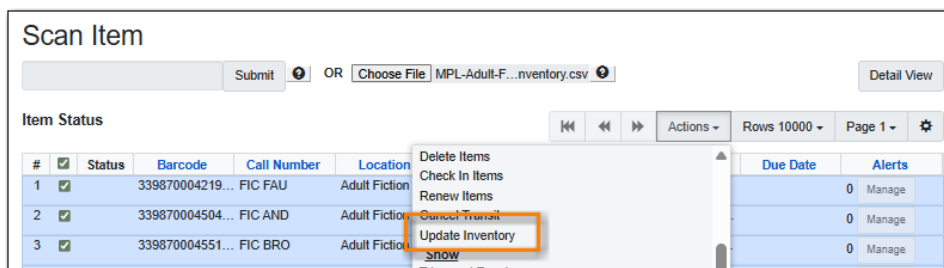 Scan Item
Submit ? OR Choose File MPL-Adult-F...nventory.csv ? Detail View
Item Status
Actions Rows 10000 Page 1
# Status Barcode Call Number Location Due Date Alerts
Delete Items
Check In Items
Renew Items
Cancel Transit
Update Inventory
Show
1 339870004219... FIC FAU Adult Fiction 0 Manage
2 339870004504... FIC AND Adult Fiction 0 Manage
3 339870004551... FIC BRO Adult Fiction 0 Manage